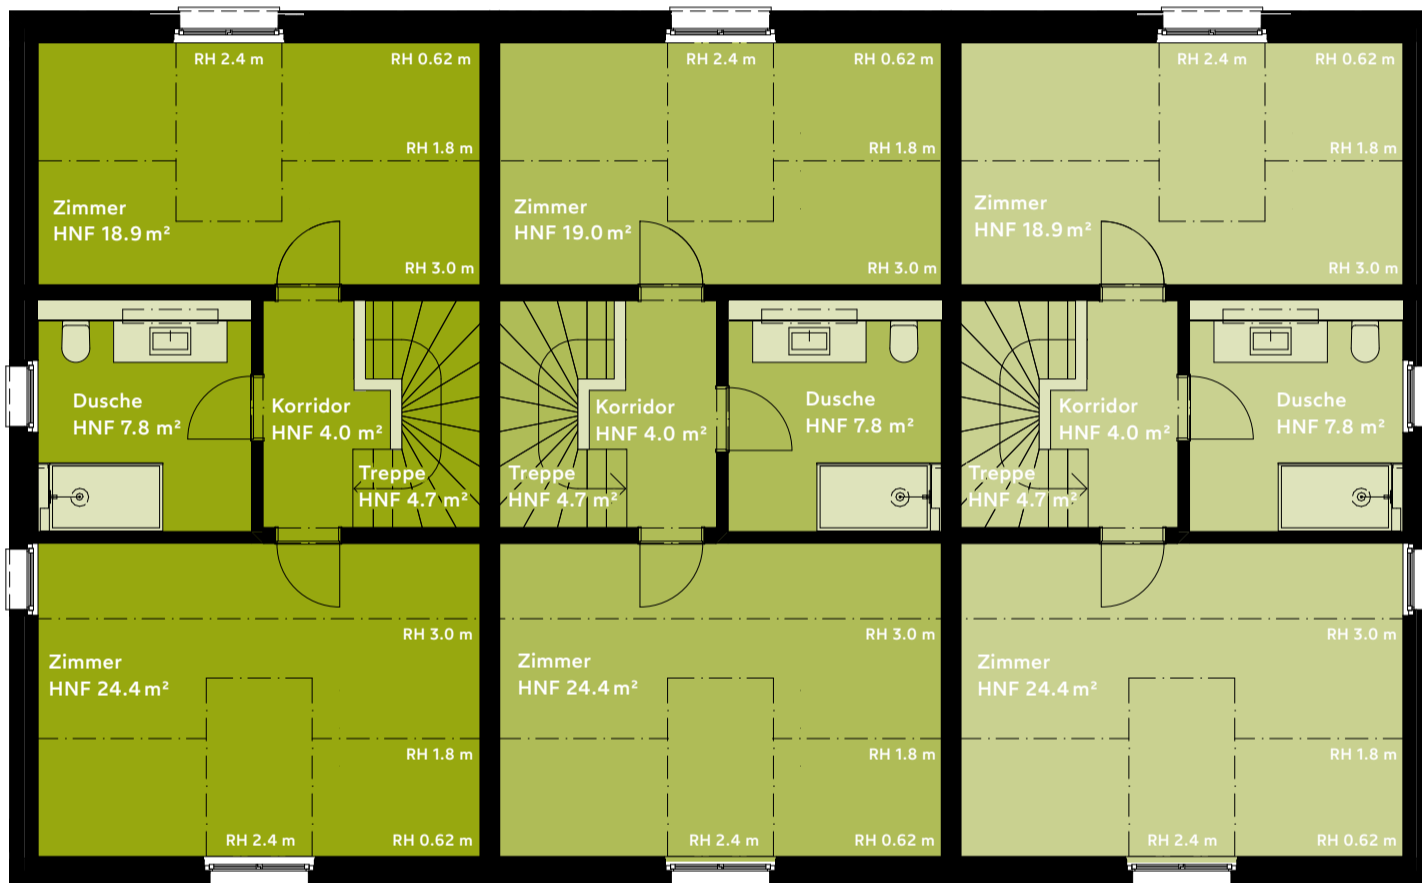 RH 2.4 m
RH 0.62 m
RH 1.8 m
Zimmer
HNF 18.9 m²
RH 3.0 m
RH 2.4 m
RH 0.62 m
RH 1.8 m
Zimmer
HNF 19.0 m²
RH 3.0 m
RH 2.4 m
RH 0.62 m
RH 1.8 m
Zimmer
HNF 18.9 m²
RH 3.0 m
Dusche
HNF 7.8 m²
Korridor
HNF 4.0 m²
Treppe
HNF 4.7 m²
Treppe
HNF 4.7 m²
Korridor
HNF 4.0 m²
Dusche
HNF 7.8 m²
Treppe
HNF 4.7 m²
Korridor
HNF 4.0 m²
Dusche
HNF 7.8 m²
RH 3.0 m
Zimmer
HNF 24.4 m²
RH 1.8 m
RH 2.4 m
RH 0.62 m
RH 3.0 m
Zimmer
HNF 24.4 m²
RH 1.8 m
RH 2.4 m
RH 0.62 m
RH 3.0 m
Zimmer
HNF 24.4 m²
RH 1.8 m
RH 2.4 m
RH 0.62 m